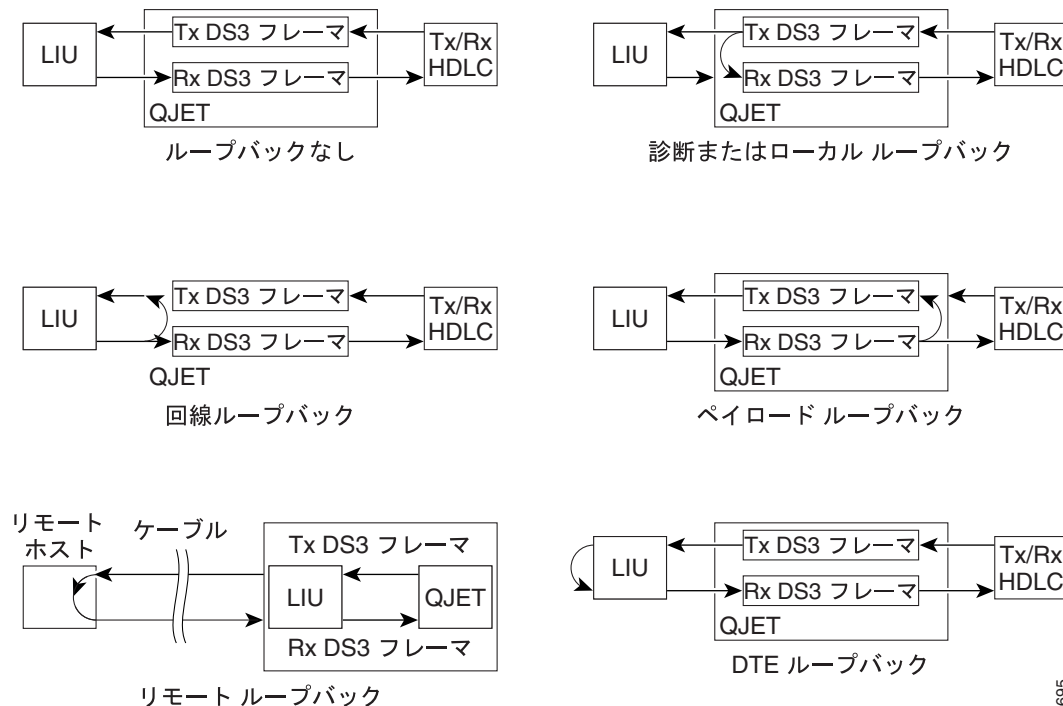 LIU
Tx DS3 フレーマ
Rx DS3 フレーマ
QJET
Tx/Rx
HDLC
ループバックなし
LIU
Tx DS3 フレーマ
Rx DS3 フレーマ
QJET
Tx/Rx
HDLC
診断またはローカル ループバック
LIU
Tx DS3 フレーマ
Rx DS3 フレーマ
QJET
Tx/Rx
HDLC
回線ループバック
LIU
Tx DS3 フレーマ
Rx DS3 フレーマ
QJET
Tx/Rx
HDLC
ペイロード ループバック
リモート
ホスト
ケーブル
Tx DS3 フレーマ
LIU
QJET
Rx DS3 フレーマ
リモート ループバック
LIU
Tx DS3 フレーマ
Rx DS3 フレーマ
QJET
Tx/Rx
HDLC
DTE ループバック